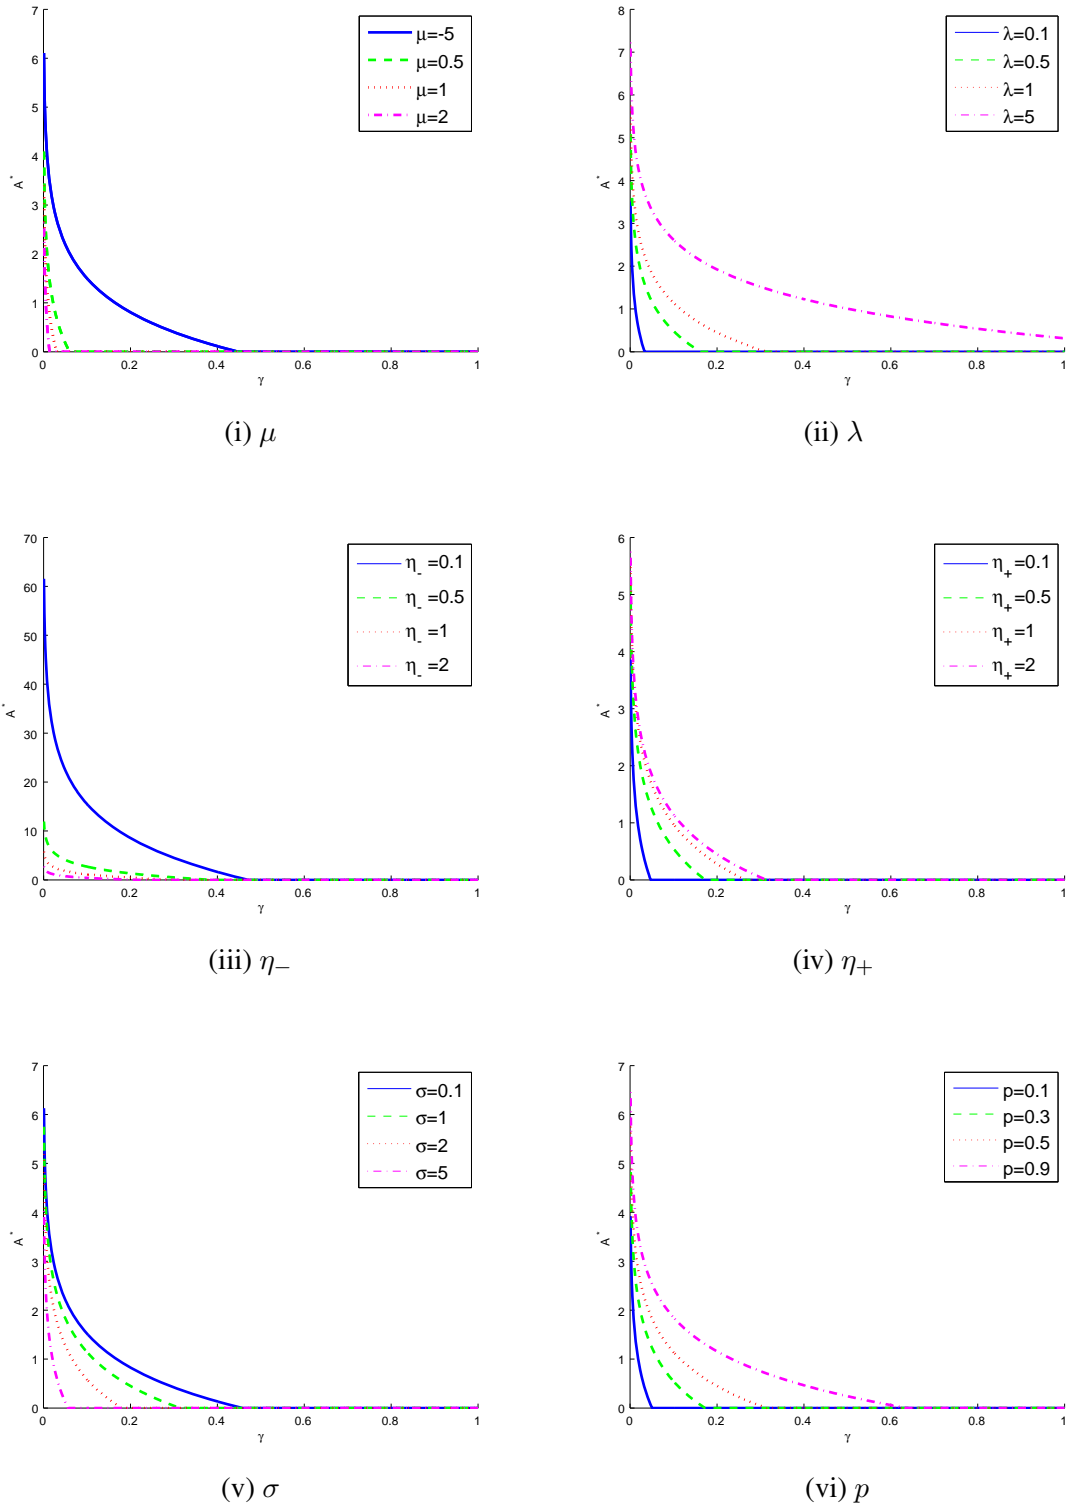 7
6
5
4
3
2
1
0
A*
0 0.2 0.4 0.6 0.8 1
γ
μ=-5
μ=0.5
μ=1
μ=2
(i) μ
8
7
6
5
4
3
2
1
0
A*
0 0.2 0.4 0.6 0.8 1
γ
λ=0.1
λ=0.5
λ=1
λ=5
(ii) λ
70
60
50
40
30
20
10
0
A*
0 0.2 0.4 0.6 0.8 1
γ
η_-=0.1
η_-=0.5
η_-=1
η_-=2
(iii) η−
6
5
4
3
2
1
0
A*
0 0.2 0.4 0.6 0.8 1
γ
η_+=0.1
η_+=0.5
η_+=1
η_+=2
(iv) η+
7
6
5
4
3
2
1
0
A*
0 0.2 0.4 0.6 0.8 1
γ
σ=0.1
σ=1
σ=2
σ=5
(v) σ
7
6
5
4
3
2
1
0
A*
0 0.2 0.4 0.6 0.8 1
γ
p=0.1
p=0.3
p=0.5
p=0.9
(vi) p